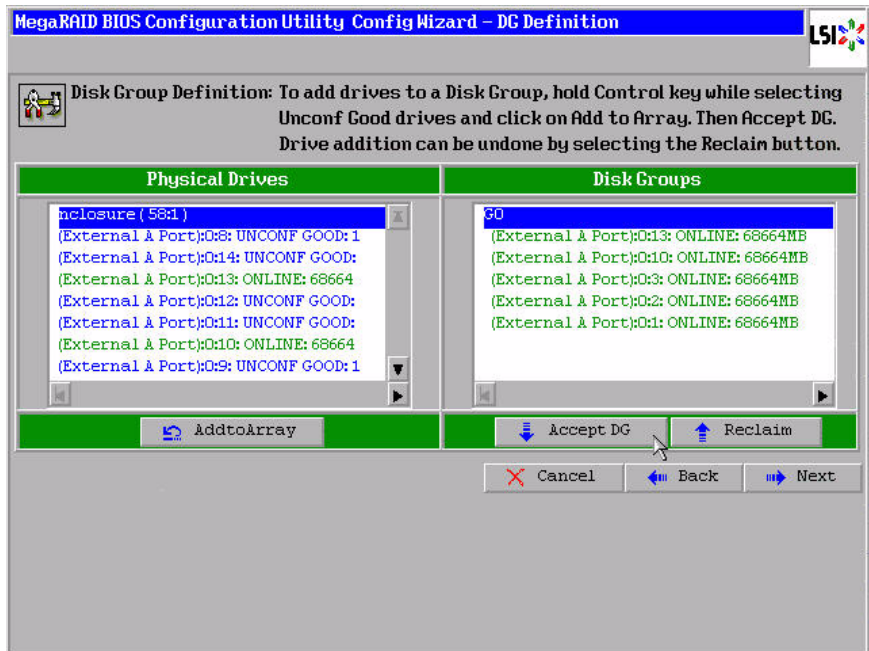 MegaRAID BIOS Configuration Utility Config Wizard – DG Definition
LSI
Disk Group Definition: To add drives to a Disk Group, hold Control key while selecting
Unconf Good drives and click on Add to Array. Then Accept DG.
Drive addition can be undone by selecting the Reclaim button.
Physical Drives
nclosure ( 58:1 )
(External A Port):0:8: UNCONF GOOD: 1
(External A Port):0:14: UNCONF GOOD:
(External A Port):0:13: ONLINE: 68664
(External A Port):0:12: UNCONF GOOD:
(External A Port):0:11: UNCONF GOOD:
(External A Port):0:10: ONLINE: 68664
(External A Port):0:9: UNCONF GOOD: 1
AddtoArray
Disk Groups
G0
(External A Port):0:13: ONLINE: 68664MB
(External A Port):0:10: ONLINE: 68664MB
(External A Port):0:3: ONLINE: 68664MB
(External A Port):0:2: ONLINE: 68664MB
(External A Port):0:1: ONLINE: 68664MB
Accept DG
Reclaim
Cancel
Back
Next